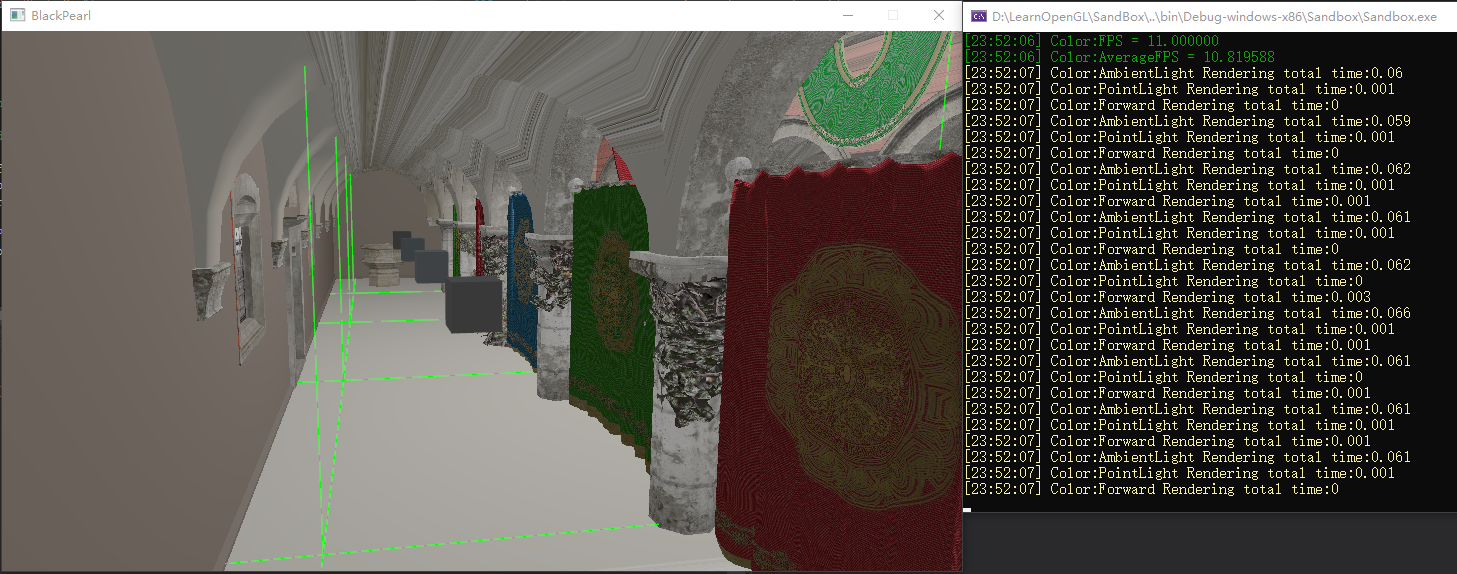 BlackPearl
D:\LearnOpenGL\SandBox\..\bin\Debug-windows-x86\Sandbox\Sandbox.exe
[23:52:06] Color:FPS = 11.000000
[23:52:06] Color:AverageFPS = 10.819588
[23:52:07] Color:AmbientLight Rendering total time:0.06
[23:52:07] Color:PointLight Rendering total time:0.001
[23:52:07] Color:Forward Rendering total time:0
[23:52:07] Color:AmbientLight Rendering total time:0.059
[23:52:07] Color:PointLight Rendering total time:0.001
[23:52:07] Color:Forward Rendering total time:0
[23:52:07] Color:AmbientLight Rendering total time:0.062
[23:52:07] Color:PointLight Rendering total time:0.001
[23:52:07] Color:Forward Rendering total time:0.001
[23:52:07] Color:AmbientLight Rendering total time:0.061
[23:52:07] Color:PointLight Rendering total time:0.001
[23:52:07] Color:Forward Rendering total time:0
[23:52:07] Color:AmbientLight Rendering total time:0.062
[23:52:07] Color:PointLight Rendering total time:0
[23:52:07] Color:Forward Rendering total time:0.003
[23:52:07] Color:AmbientLight Rendering total time:0.066
[23:52:07] Color:PointLight Rendering total time:0.001
[23:52:07] Color:Forward Rendering total time:0.001
[23:52:07] Color:AmbientLight Rendering total time:0.061
[23:52:07] Color:PointLight Rendering total time:0
[23:52:07] Color:Forward Rendering total time:0.001
[23:52:07] Color:AmbientLight Rendering total time:0.061
[23:52:07] Color:PointLight Rendering total time:0.001
[23:52:07] Color:Forward Rendering total time:0.001
[23:52:07] Color:AmbientLight Rendering total time:0.061
[23:52:07] Color:PointLight Rendering total time:0.001
[23:52:07] Color:Forward Rendering total time:0